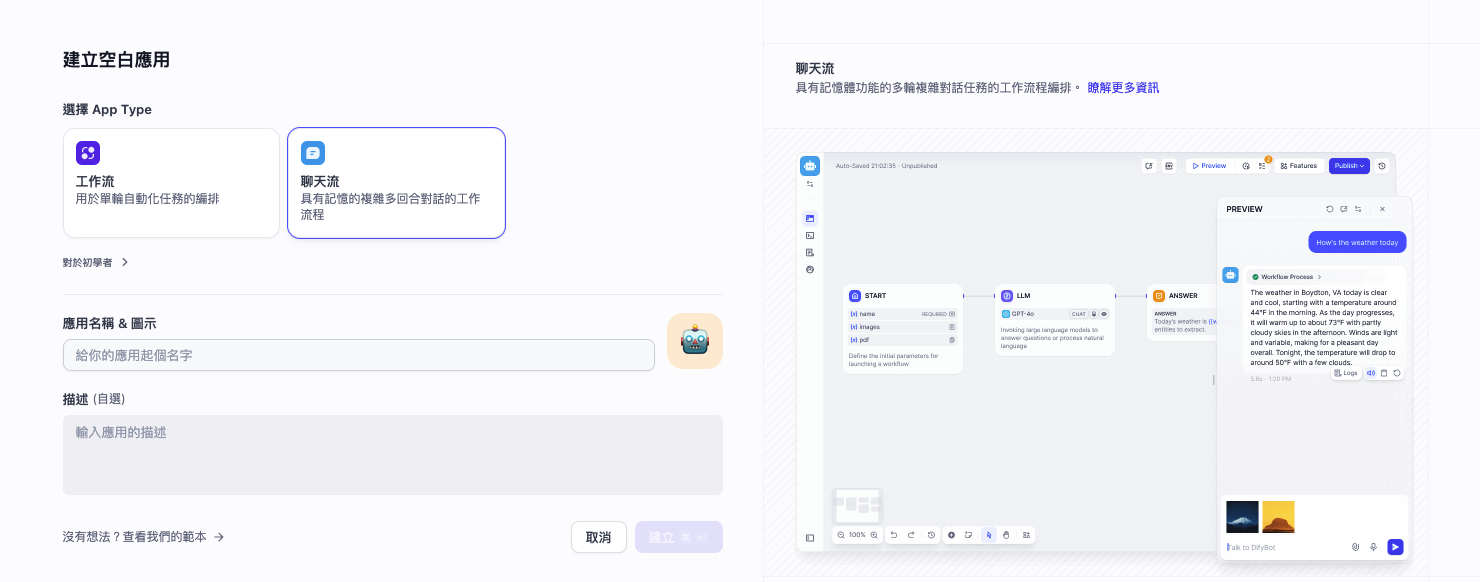 建立空白應用
選擇 App Type
工作流
用於單輪自動化任務的編排
聊天流
具有記憶的複雜多回合對話的工作
流程
對於初學者
應用名稱 & 圖示
給你的應用起個名字
描述 (自選)
輸入應用的描述
沒有想法？查看我們的範本
取消
建立
聊天流
具有記憶體功能的多輪複雜對話任務的工作流程編排。 瞭解更多資訊
Auto-Saved 21:02:35 · Unpublished
Preview
2
Features
Publish
PREVIEW
How's the weather today
Workflow Process
The weather in Boydton, VA today is clear
and cool, starting with a temperature around
44°F in the morning. As the day progresses,
it will warm up to about 73°F with partly
cloudy skies in the afternoon. Winds are light
and variable, making for a pleasant day
overall. Tonight, the temperature will drop to
around 50°F with a few clouds.
Logs
5.6s · 1:20 PM
START
{x} name
REQUIRED
{x} images
{x} pdf
Define the initial parameters for
launching a workflow
LLM
GPT-4o
CHAT
Invoking large language models to
answer questions or process natural
language
ANSWER
ANSWER
Today's weather is {{w
entities to extract.
100%
Talk to DifyBot